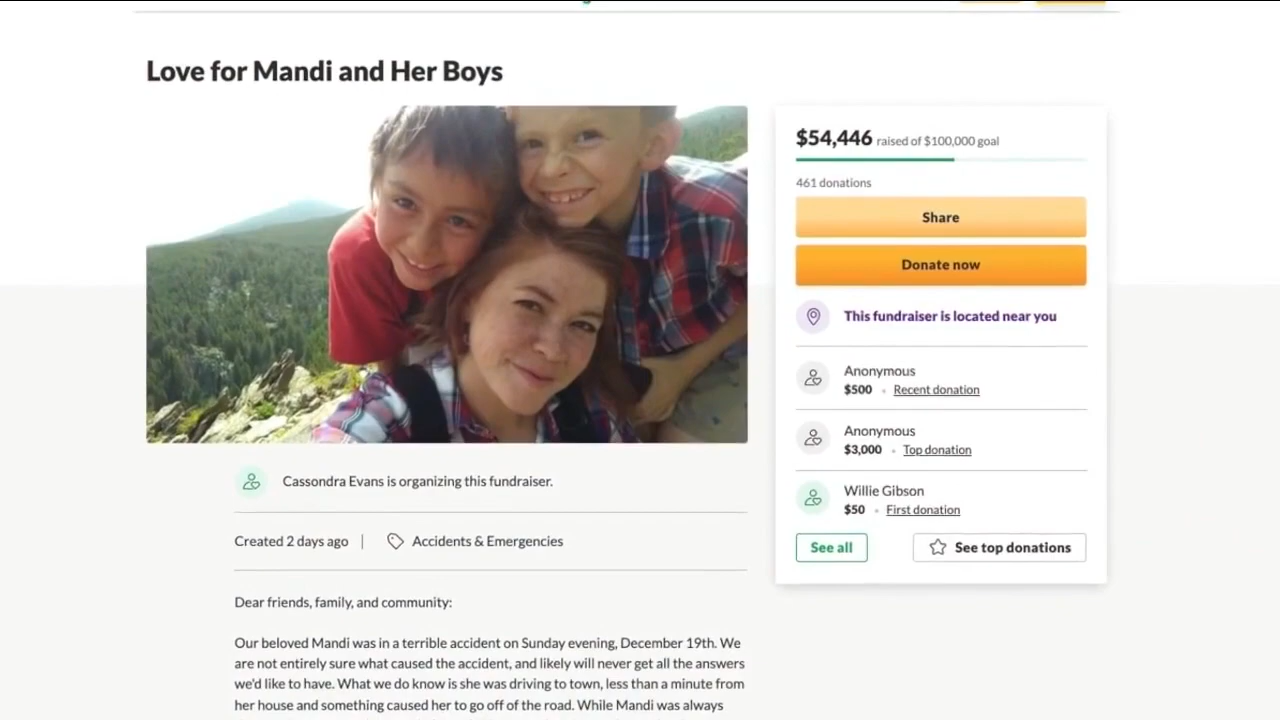 Love for Mandi and Her Boys
$54,446 raised of $100,000 goal
461 donations
Share
Donate now
This fundraiser is located near you
Anonymous
$500 • Recent donation
Anonymous
$3,000 • Top donation
Willie Gibson
$50 • First donation
See all
See top donations
Cassondra Evans is organizing this fundraiser.
Created 2 days ago | Accidents & Emergencies
Dear friends, family, and community:
Our beloved Mandi was in a terrible accident on Sunday evening, December 19th. We
are not entirely sure what caused the accident, and likely will never get all the answers
we'd like to have. What we do know is she was driving to town, less than a minute from
her house and something caused her to go off of the road. While Mandi was always